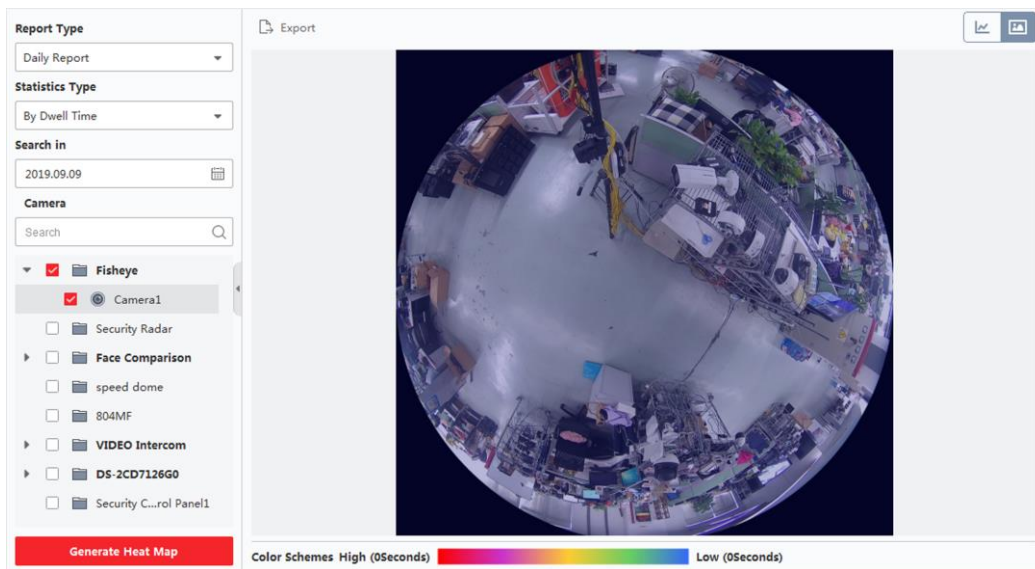 Report Type
Daily Report
Statistics Type
By Dwell Time
Search in
2019.09.09
Camera
Search
Fisheye
Camera1
Security Radar
Face Comparison
speed dome
804MF
VIDEO Intercom
DS-2CD7126G0
Security C...rol Panel1
Generate Heat Map
Export
Color Schemes High (0Seconds) Low (0Seconds)